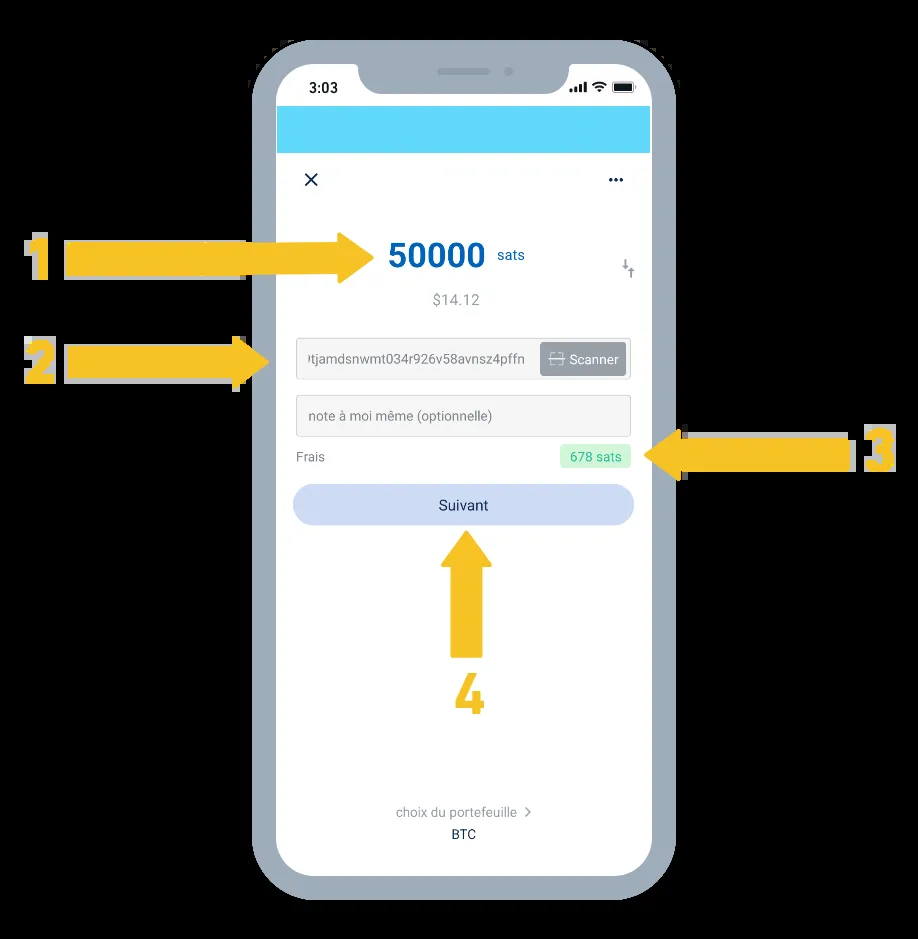 3:03
1
50000 sats
$14.12
2
tjamdsnwmt034r926v58avnsz4pffn
Scanner
note à moi même (optionnelle)
Frais
678 sats
3
Suivant
4
choix du portefeuille >
BTC